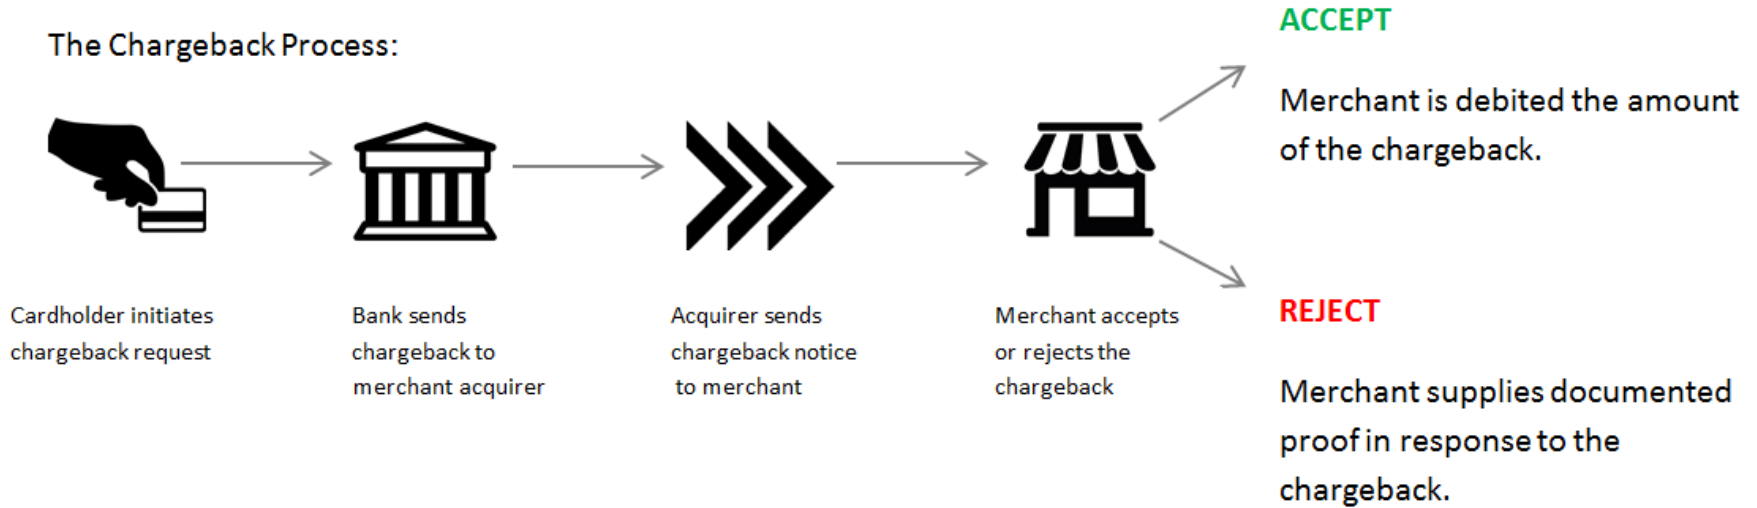 The Chargeback Process:
Cardholder initiates
chargeback request
Bank sends
chargeback to
merchant acquirer
Acquirer sends
chargeback notice
to merchant
Merchant accepts
or rejects the
chargeback
ACCEPT
Merchant is debited the amount
of the chargeback.
REJECT
Merchant supplies documented
proof in response to the
chargeback.